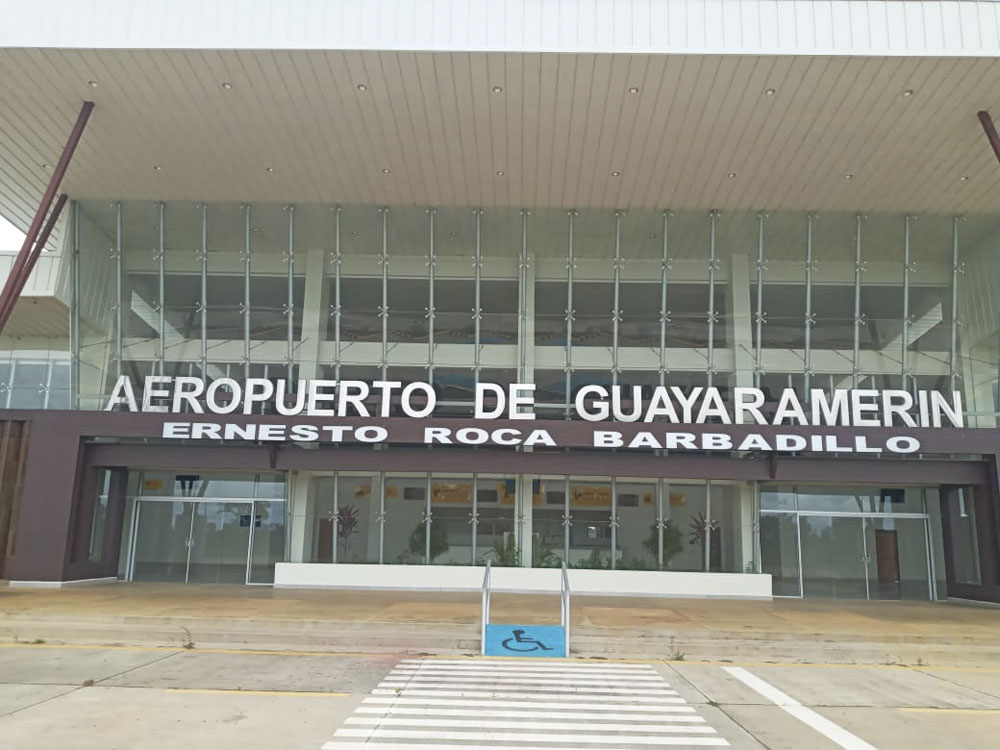 AEROPUERTO DE GUAYARAMERIN
ERNESTO ROCA BARBADILLO